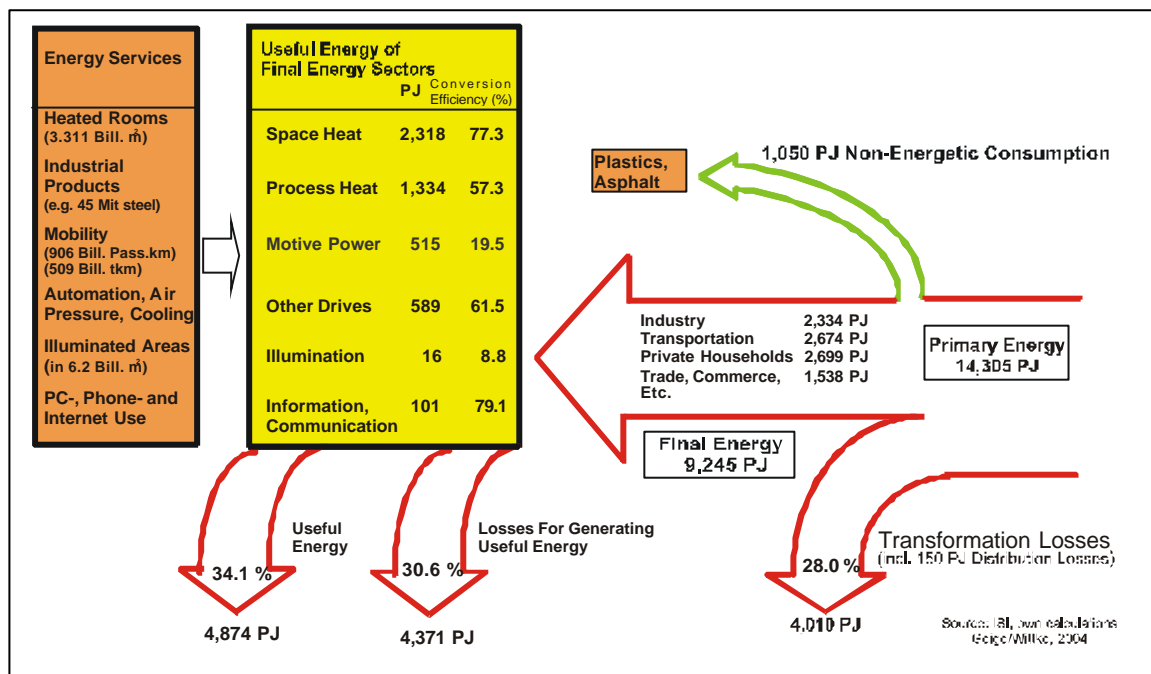 Energy Services
Heated Rooms
(3.311 Bill. m²)
Industrial
Products
(e.g. 45 Mit steel)
Mobility
(906 Bill. Pass.km)
(509 Bill. tkm)
Automation, Air
Pressure, Cooling
Illuminated Areas
(in 6.2 Bill. m²)
PC-, Phone- and
Internet Use
Useful Energy of
Final Energy Sectors
PJ Conversion
Efficiency (%)
Space Heat 2,318 77.3
Process Heat 1,334 57.3
Motive Power 515 19.5
Other Drives 589 61.5
Illumination 16 8.8
Information, 101 79.1
Communication
Plastics,
Asphalt
1,050 PJ Non-Energetic Consumption
Industry 2,334 PJ
Transportation 2,674 PJ
Private Households 2,699 PJ
Trade, Commerce, 1,538 PJ
Etc.
Primary Energy
14,305 PJ
Final Energy
9,245 PJ
Useful
Energy
34.1 %
4,874 PJ
Losses For Generating
Useful Energy
30.6 %
4,371 PJ
Transformation Losses
(incl. 150 PJ Distribution Losses)
28.0 %
4,010 PJ
Source: ISI, own calculations
2004